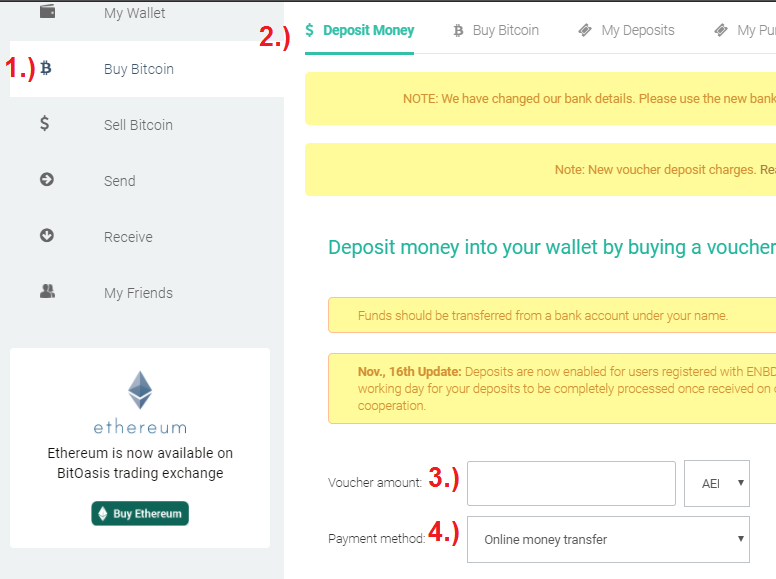 My Wallet
1.) Buy Bitcoin
Sell Bitcoin
Send
Receive
My Friends
ethereum
Ethereum is now available on
BitOasis trading exchange
Buy Ethereum
2.) $ Deposit Money Buy Bitcoin My Deposits My Pu
NOTE: We have changed our bank details. Please use the new bank
Note: New voucher deposit charges. Rea
Deposit money into your wallet by buying a voucher
Funds should be transferred from a bank account under your name.
Nov., 16th Update: Deposits are now enabled for users registered with ENBD
working day for your deposits to be completely processed once received on
cooperation.
Voucher amount: 3.) AEI
Payment method: 4.) Online money transfer